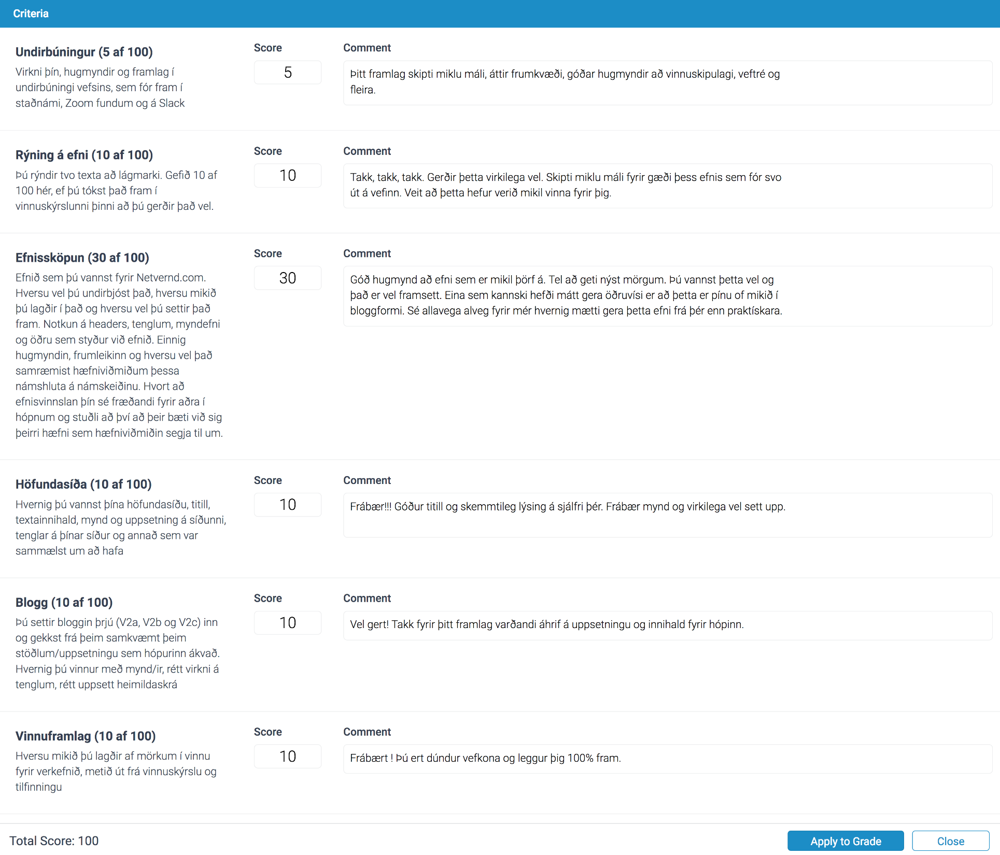 Criteria
Undirbúningur (5 af 100)
Virkni þín, hugmyndir og framlag í
undirbúningi vefsins, sem fór fram í
staðnámi, Zoom fundum og á Slack
Score
5
Comment
Þitt framlag skipti miklu máli, áttir frumkvæði, góðar hugmyndir að vinnuskipulagi, veftré og
fleira.
Rýning á efni (10 af 100)
Þú rýndir tvo texta að lágmarki. Gefið 10 af
100 hér, ef þú tókst það fram í
vinnuskýrslunni þinni að þú gerðir það vel.
Score
10
Comment
Takk, takk, takk. Gerðir þetta virkilega vel. Skipti miklu máli fyrir gæði þess efnis sem fór svo
út á vefinn. Veit að þetta hefur verið mikil vinna fyrir þig.
Efnissköpun (30 af 100)
Efnið sem þú vannst fyrir Netvernd.com.
Hversu vel þú undirbjóst það, hversu mikið
þú lagðir í það og hversu vel þú settir það
fram. Notkun á headers, tenglum, myndefni
og öðru sem styður við efnið. Einnig
hugmyndin, frumleikinn og hversu vel það
samræmist hæfniviðmiðum þessa
námshluta á námskeiðinu. Hvort að
efnisvinnslan þín sé fræðandi fyrir aðra í
hópnum og stuðli að því að þeir bæti við sig
þeirri hæfni sem hæfniviðmiðin segja til um.
Score
30
Comment
Góð hugmynd að efni sem er mikil þörf á. Tel að geti nýst mörgum. Þú vannst þetta vel og
það er vel framsett. Eina sem kannski hefði mátt gera öðruvísi er að þetta er pínu of mikið í
bloggformi. Sé allavega alveg fyrir mér hvernig mætti gera þetta efni frá þér enn praktískara.
Höfundasíða (10 af 100)
Hvernig þú vannst þína höfundasíðu, titill,
textainnihald, mynd og uppsetning á síðunni,
tenglar á þínar síður og annað sem var
sammælst um að hafa
Score
10
Comment
Frábær!!! Góður titill og skemmtileg lýsing á sjálfri þér. Frábær mynd og virkilega vel sett upp.
Blogg (10 af 100)
Þú settir bloggin þrjú (V2a, V2b og V2c) inn
og gekkst frá þeim samkvæmt þeim
stöðlum/uppsetningu sem hópurinn ákvað.
Hvernig þú vinnur með mynd/ir, rétt virkni á
tenglum, rétt uppsett heimildaskrá
Score
10
Comment
Vel gert! Takk fyrir þitt framlag varðandi áhrif á uppsetningu og innihald fyrir hópinn.
Vinnuframlag (10 af 100)
Hversu mikið þú lagðir af mörkum í vinnu
fyrir verkefnið, metið út frá vinnuskýrslu og
tilfinningu
Score
10
Comment
Frábært ! Þú ert dúndur vefkona og leggur þig 100% fram.
Total Score: 100
Apply to Grade
Close